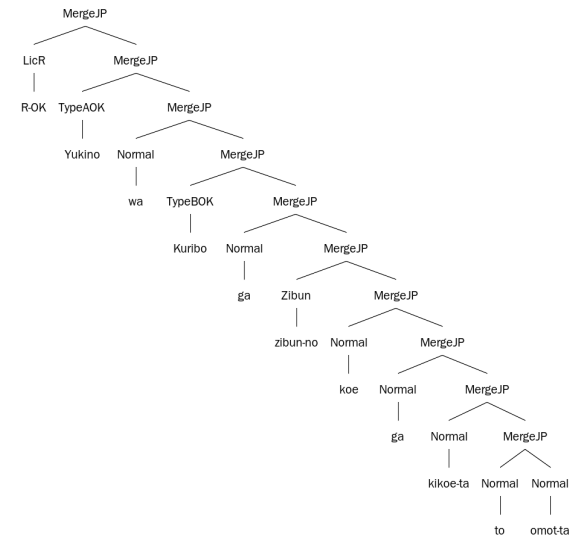 MergeJP
LicR MergeJP
R-OK TypeAOK MergeJP
Yukino Normal MergeJP
wa TypeBOK MergeJP
Kuribo Normal MergeJP
ga Zibun MergeJP
zibun-no Normal MergeJP
koe Normal MergeJP
ga Normal MergeJP
kikoe-ta Normal Normal
to omot-ta